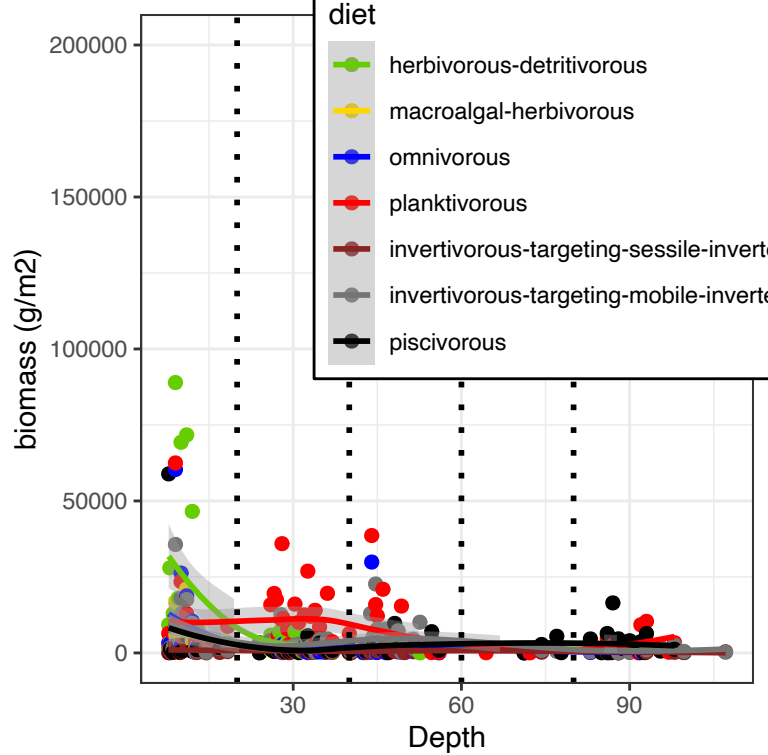 diet
herbivorous-detritivorous
macroalgal-herbivorous
omnivorous
planktivorous
invertivorous-targeting-sessile-inverte
invertivorous-targeting-mobile-inverte
piscivorous
200000
150000
100000
50000
0
biomass (g/m2)
30 60 90
Depth